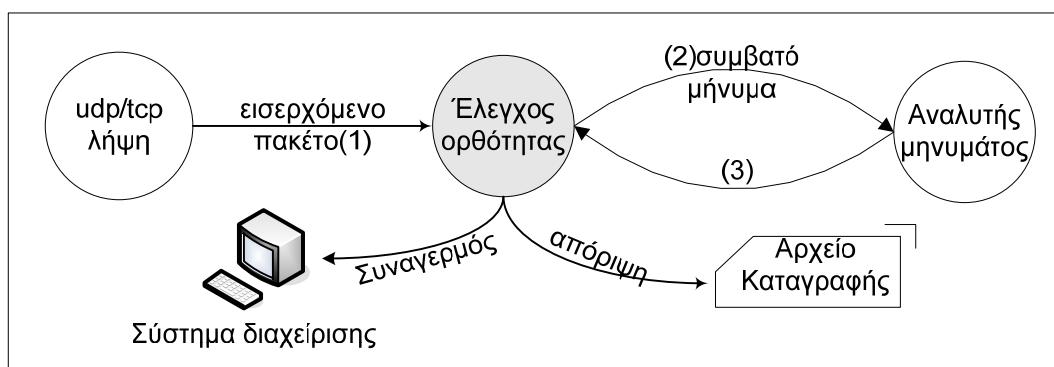 udp/tcp
λήψη
εισερχόμενο
πακέτο(1)
Έλεγχος
ορθότητας
(2)συμβατό
μήνυμα
(3)
Αναλυτής
μηνυμάτος
Συναγερμός
απόριψη
Αρχείο
Καταγραφής
Σύστημα διαχείρισης